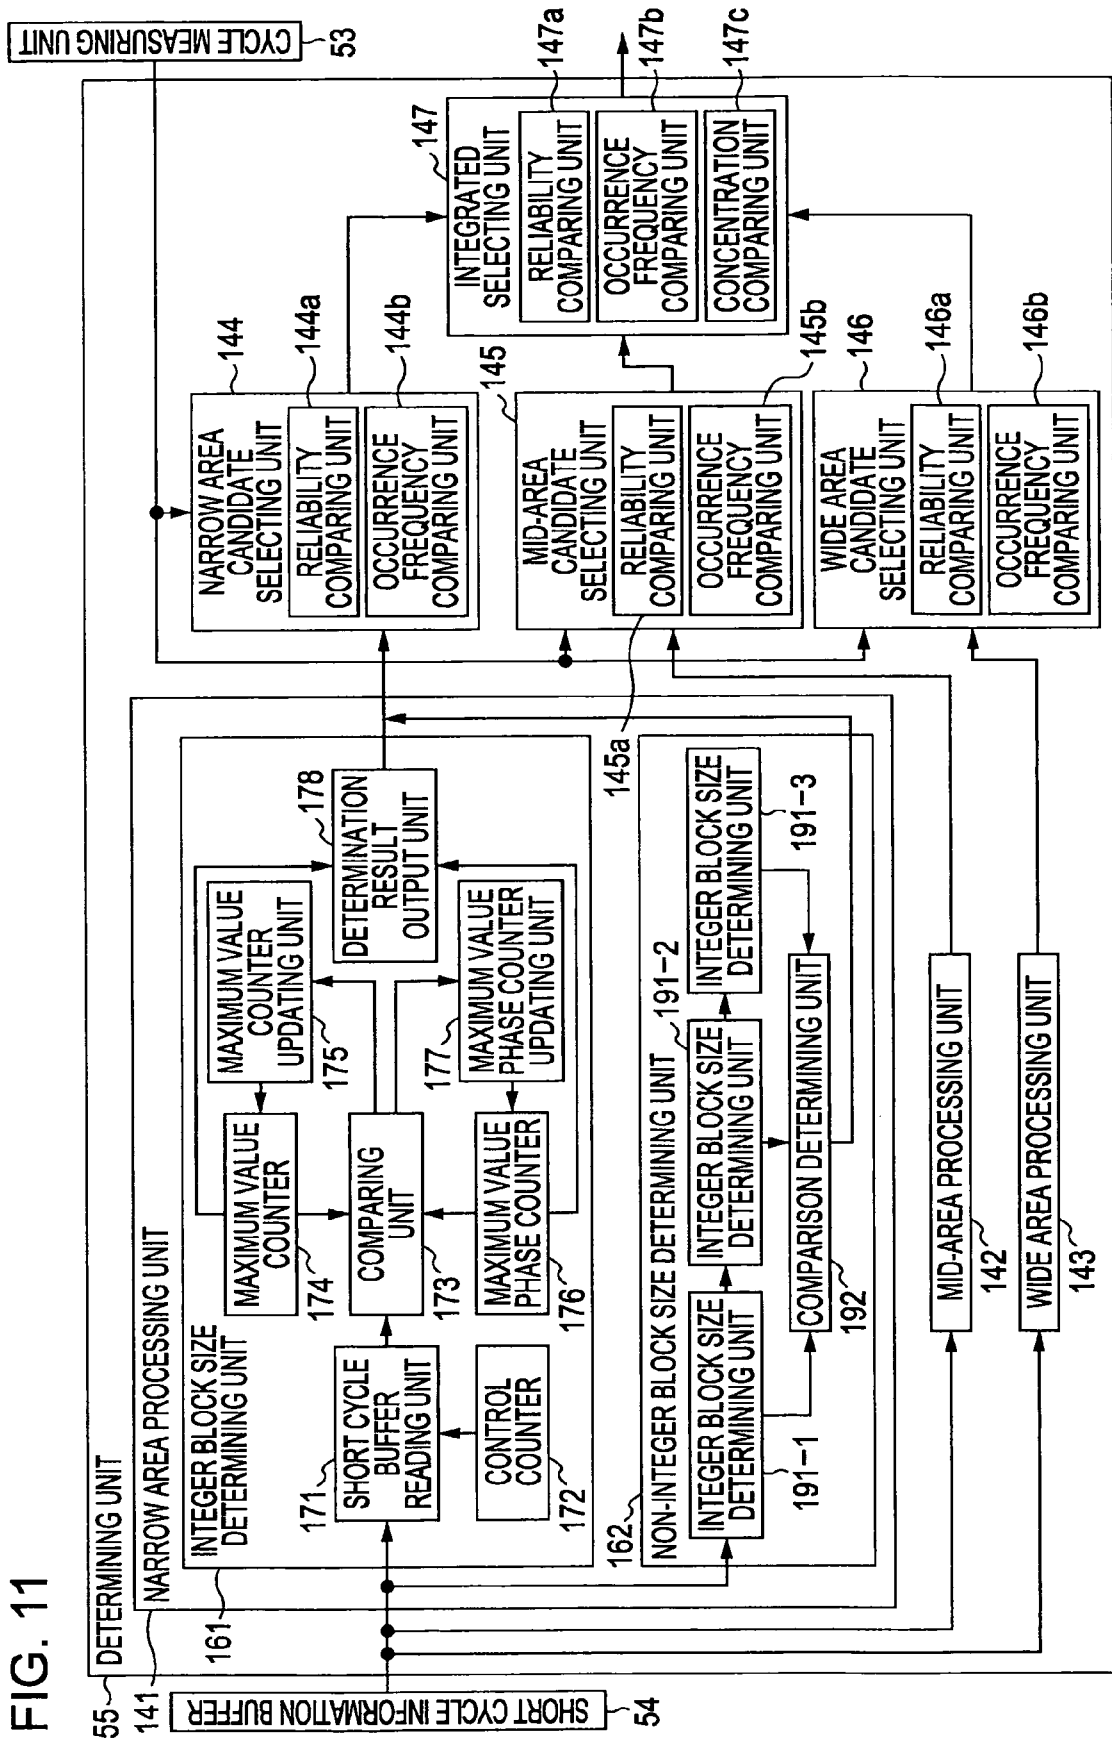 FIG. 11
CYCLE MEASURING UNIT
53
55
DETERMINING UNIT
141
NARROW AREA PROCESSING UNIT
161
INTEGER BLOCK SIZE
DETERMINING UNIT
171
SHORT CYCLE
BUFFER
READING UNIT
CONTROL
COUNTER
172
MAXIMUM VALUE
COUNTER
174
COMPARING
UNIT
173
MAXIMUM VALUE
PHASE COUNTER
176
MAXIMUM VALUE
COUNTER
UPDATING UNIT
175
177
MAXIMUM VALUE
PHASE COUNTER
UPDATING UNIT
178
DETERMINATION
RESULT
OUTPUT UNIT
162
NON-INTEGER BLOCK SIZE DETERMINING UNIT
INTEGER BLOCK SIZE
DETERMINING UNIT
191-1
191-2
INTEGER BLOCK SIZE
DETERMINING UNIT
INTEGER BLOCK SIZE
DETERMINING UNIT
191-3
COMPARISON DETERMINING UNIT
192
MID-AREA PROCESSING UNIT
142
WIDE AREA PROCESSING UNIT
143
SHORT CYCLE INFORMATION BUFFER
54
144
NARROW AREA
CANDIDATE
SELECTING UNIT
144a
RELIABILITY
COMPARING UNIT
144b
OCCURRENCE
FREQUENCY
COMPARING UNIT
145
MID-AREA
CANDIDATE
SELECTING UNIT
RELIABILITY
COMPARING UNIT
145a
OCCURRENCE
FREQUENCY
COMPARING UNIT
145b
146
WIDE AREA
CANDIDATE
SELECTING UNIT
146a
RELIABILITY
COMPARING UNIT
146b
OCCURRENCE
FREQUENCY
COMPARING UNIT
147
INTEGRATED
SELECTING UNIT
147a
RELIABILITY
COMPARING UNIT
147b
OCCURRENCE
FREQUENCY
COMPARING UNIT
147c
CONCENTRATION
COMPARING UNIT